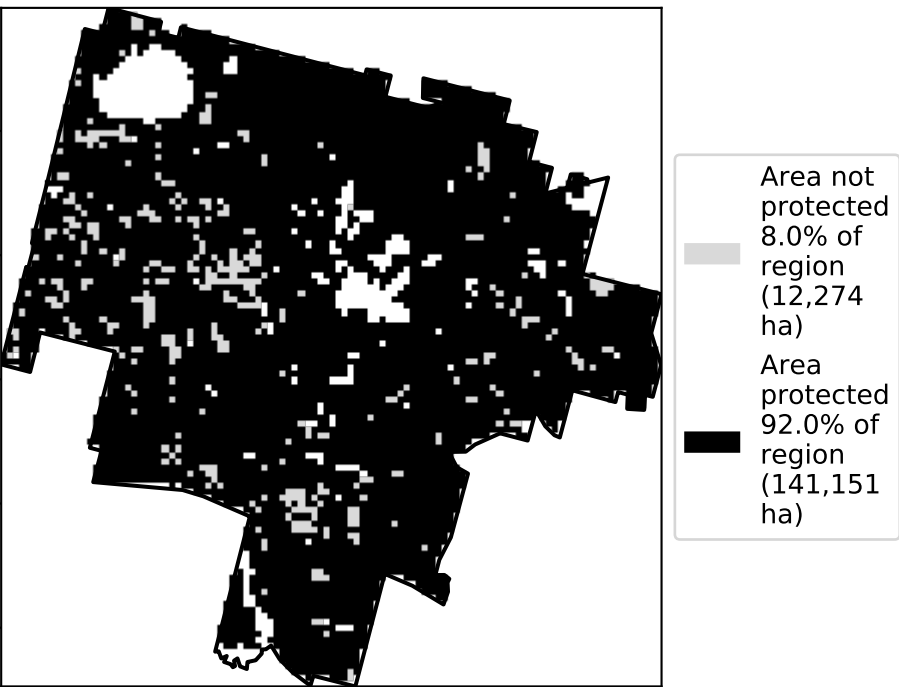 Area not
protected
8.0% of
region
(12,274
ha)
Area
protected
92.0% of
region
(141,151
ha)